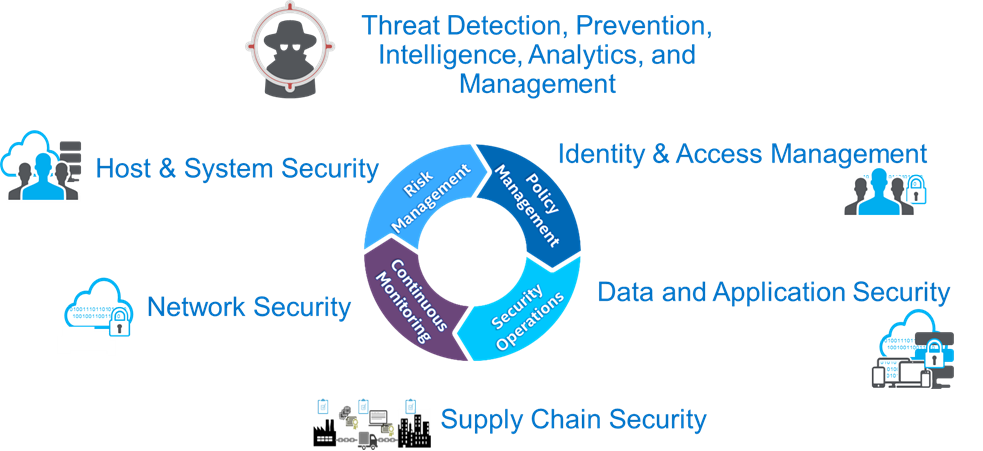 Threat Detection, Prevention,
Intelligence, Analytics, and
Management
Host & System Security
Identity & Access Management
Risk
Management
Policy
Management
Network Security
Continuous
Monitoring
Security
Operations
Data and Application Security
Supply Chain Security